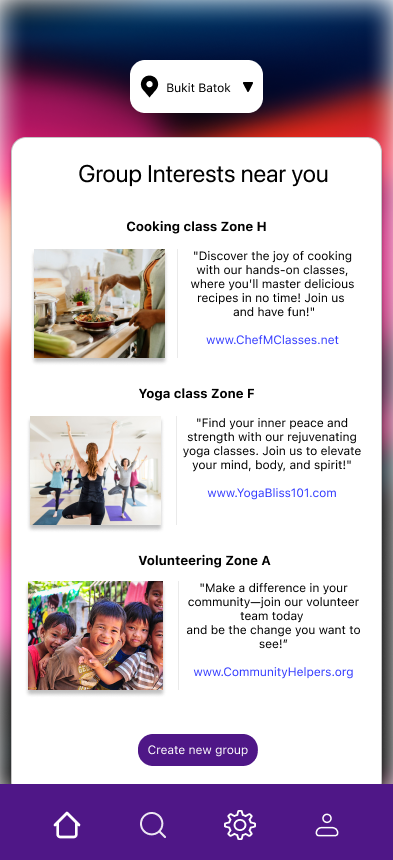 Bukit Batok
Group Interests near you
Cooking class Zone H
"Discover the joy of cooking
with our hands-on classes,
where you'll master delicious
recipes in no time! Join us
and have fun!"
www.ChefMClasses.net
Yoga class Zone F
"Find your inner peace and
strength with our rejuvenating
yoga classes. Join us to elevate
your mind, body, and spirit!"
www.YogaBliss101.com
Volunteering Zone A
"Make a difference in your
community—join our volunteer
team today
and be the change you want to
see!”
www.CommunityHelpers.org
Create new group